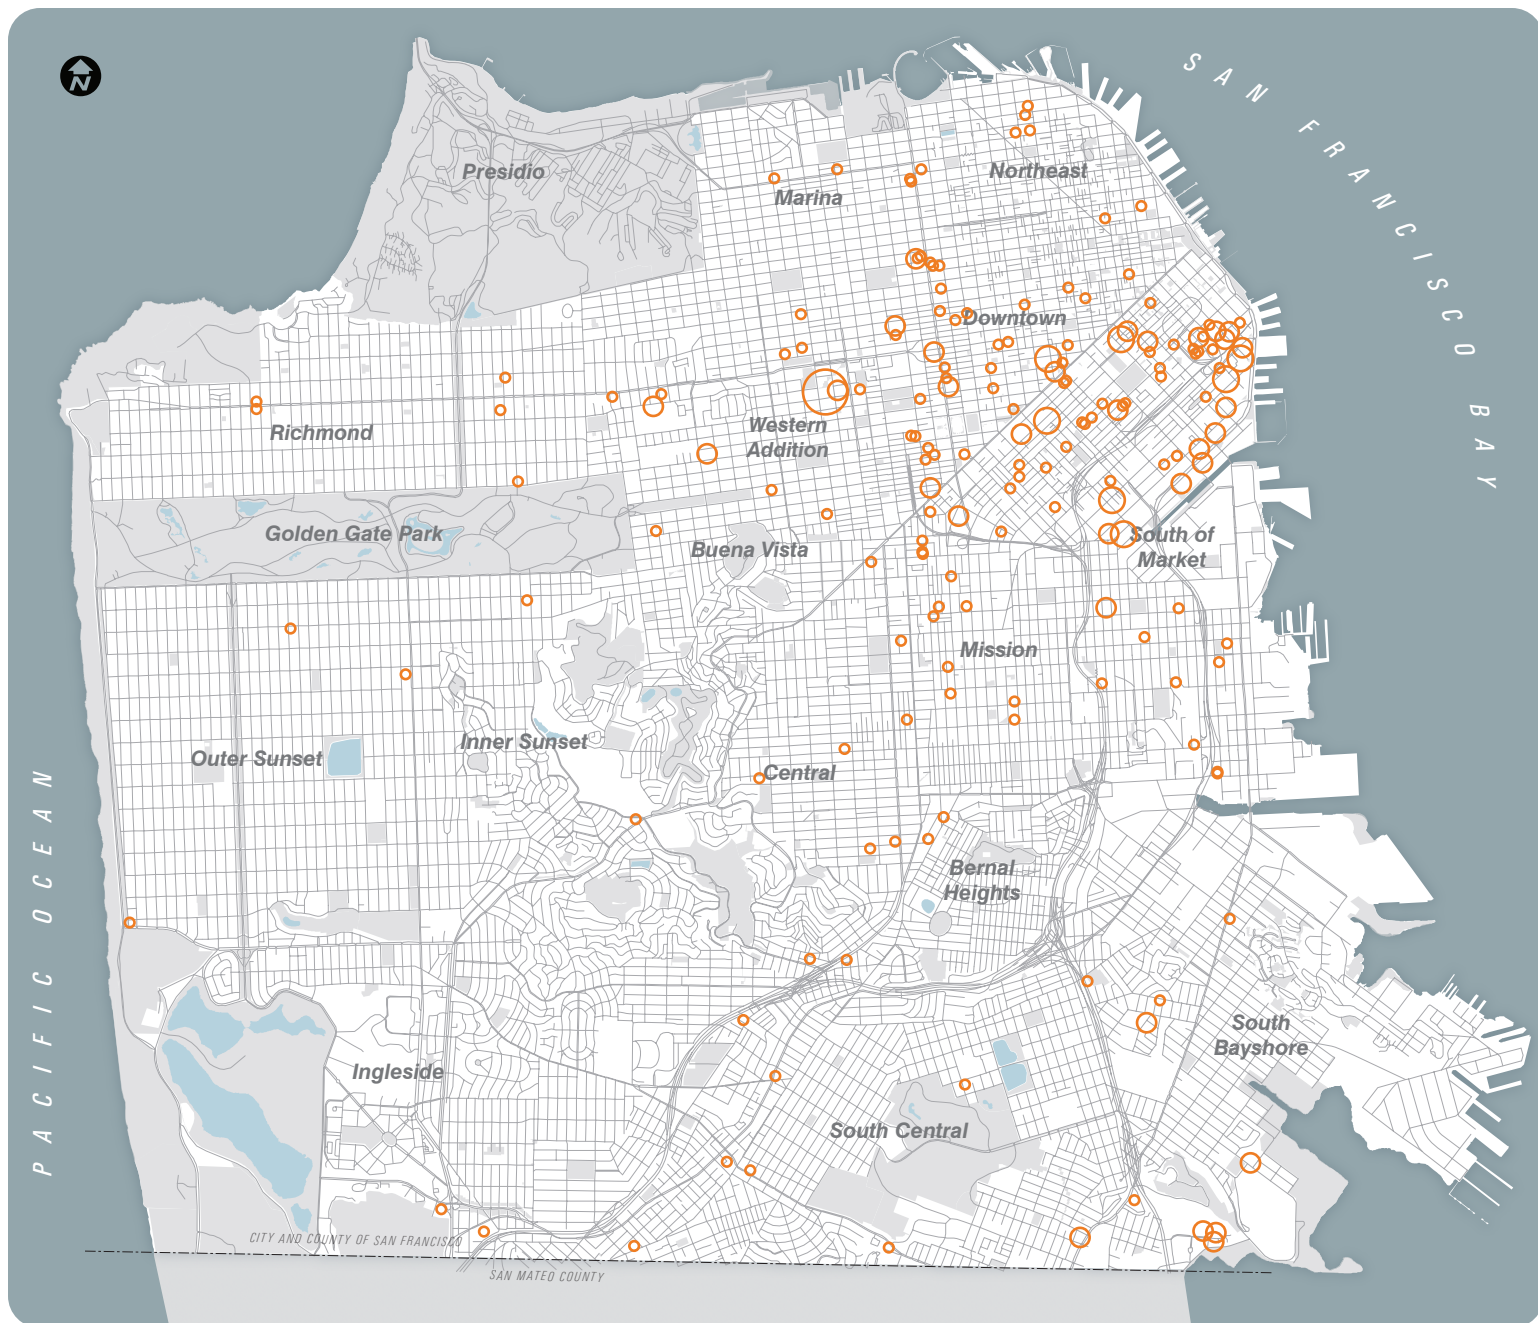 N
SAN FRANCISCO BAY
Presidio
Marina
Northeast
Downtown
Richmond
Western
Addition
Golden Gate Park
Buena Vista
South of
Market
Mission
Inner Sunset
Outer Sunset
Central
PACIFIC OCEAN
Bernal
Heights
South
Bayshore
Ingleside
South Central
CITY AND COUNTY OF SAN FRANCISCO
SAN MATEO COUNTY